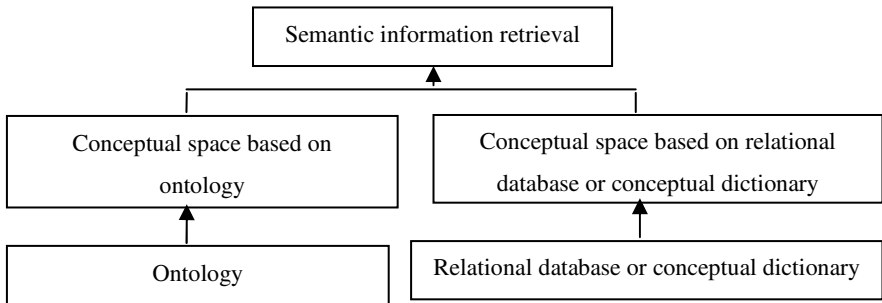 Semantic information retrieval
Conceptual space based on
ontology
Conceptual space based on relational
database or conceptual dictionary
Ontology
Relational database or conceptual dictionary